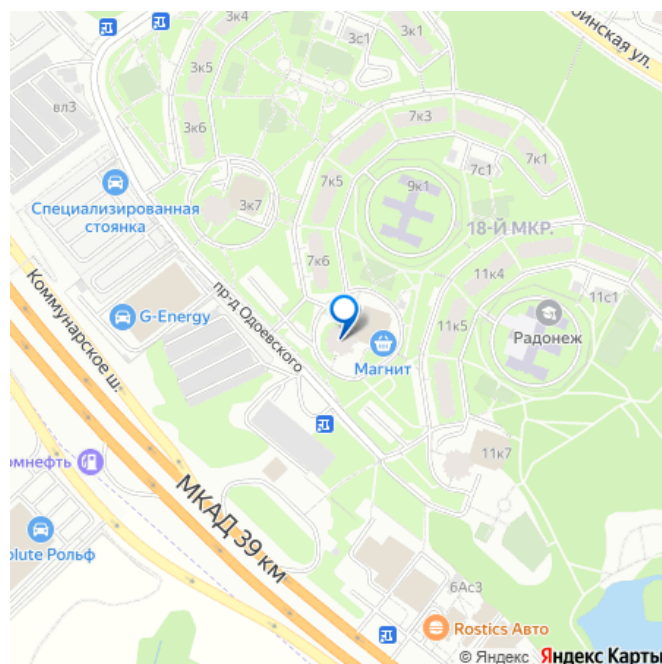 3к4
3с1
3к1
бинская ул.
3к5
вл3
7к3
3к6
7с1
7к1
7к5
9к1
Специализированная
стоянка
3к7
18-Й МКР.
7к6
11к4
11с1
Коммунарское ш.
G-Energy
пр-д Одоевского
11к5
Радонеж
Магнит
омнефть
11к7
МКАД 39 км
olute Рольф
6Ас3
Rostics Авто
© Яндекс Яндекс Карты